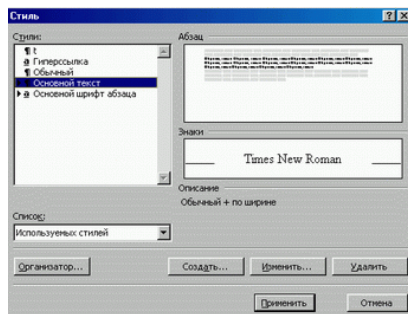 Стиль
Стили:
t
Гиперссылка
Обычный
Основной текст
Основной шрифт абзаца
Список:
Используемых стилей
Абзац
Знаки
Times New Roman
Описание
Обычный + по ширине
Организатор...
Создать...
Изменить...
Удалить
Применить
Отмена